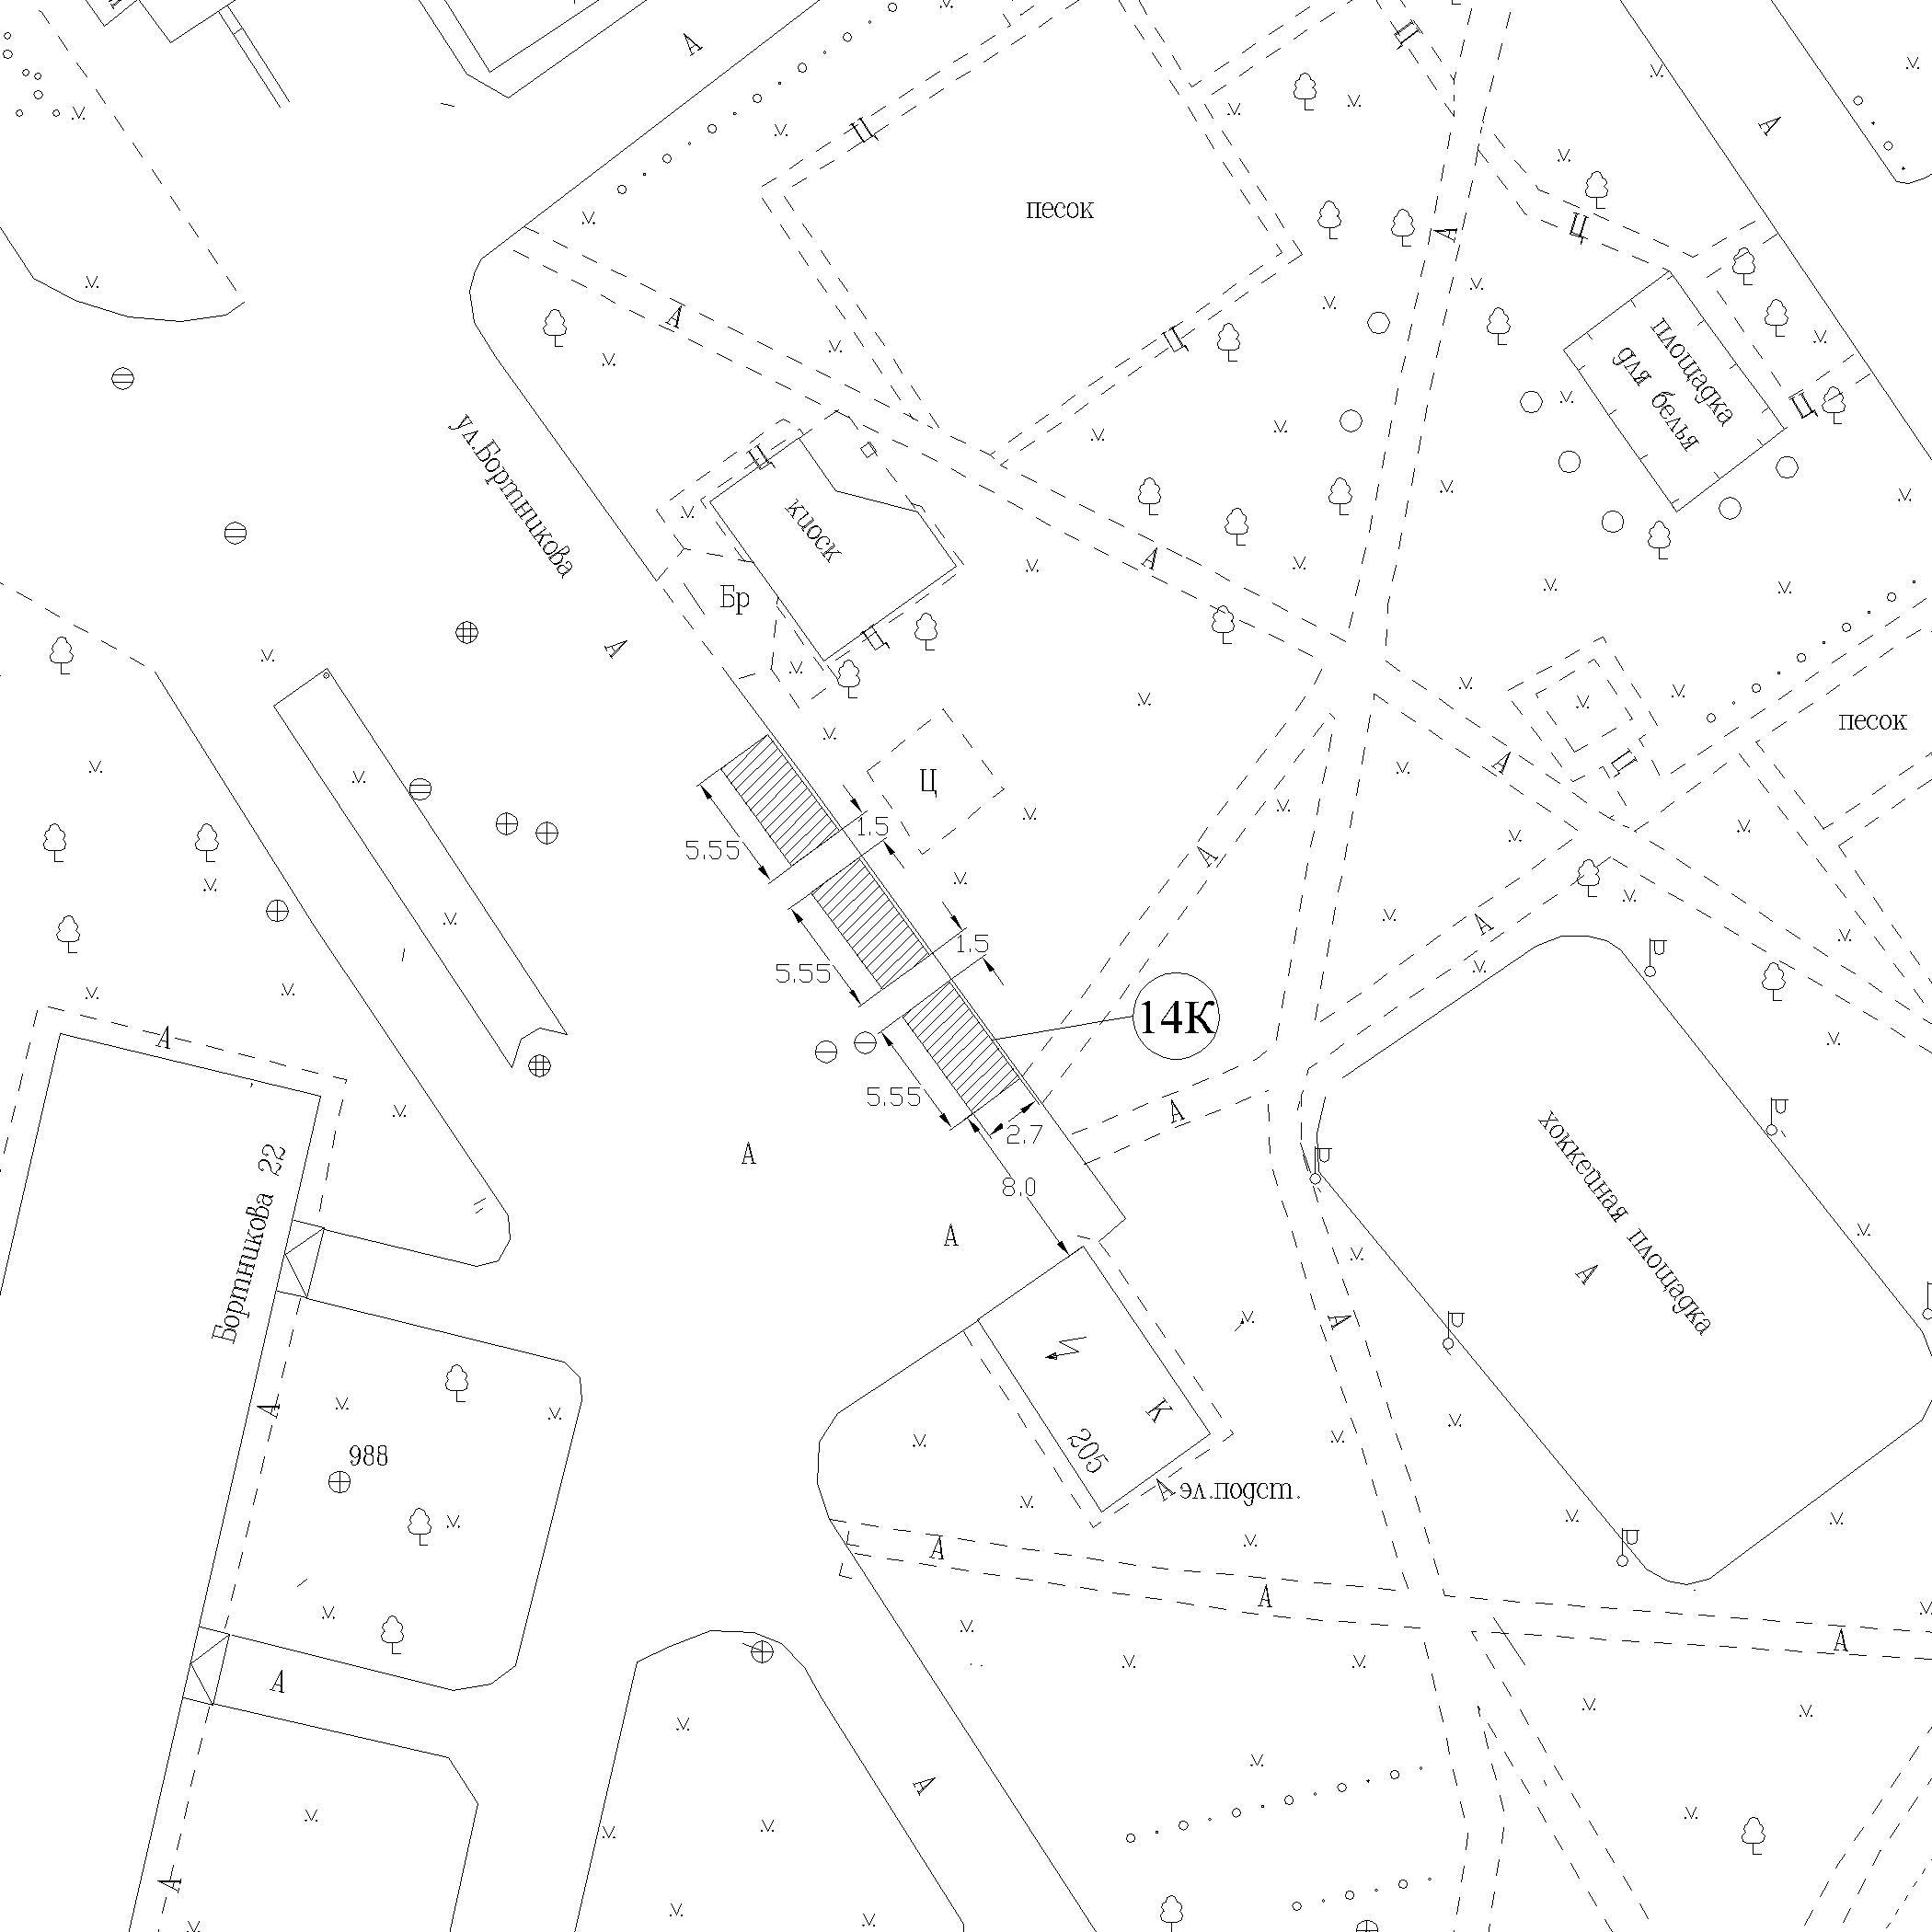 А
Ц
Ц
А
песок
А
Ц
А
Ц
площадка
для белья
Ц
ул.Бортникова
Ц
киоск
А
Бр
Ц
А
песок
А
Ц
Ц
1.5
5.55
А
А
1.5
5.55
14К
А
5.55
2.7
А
А
8.0
хоккейная площадка
Бортникова 22
А
А
А
К
А
205
988
А
эл.подст.
А
А
А
А
А
А